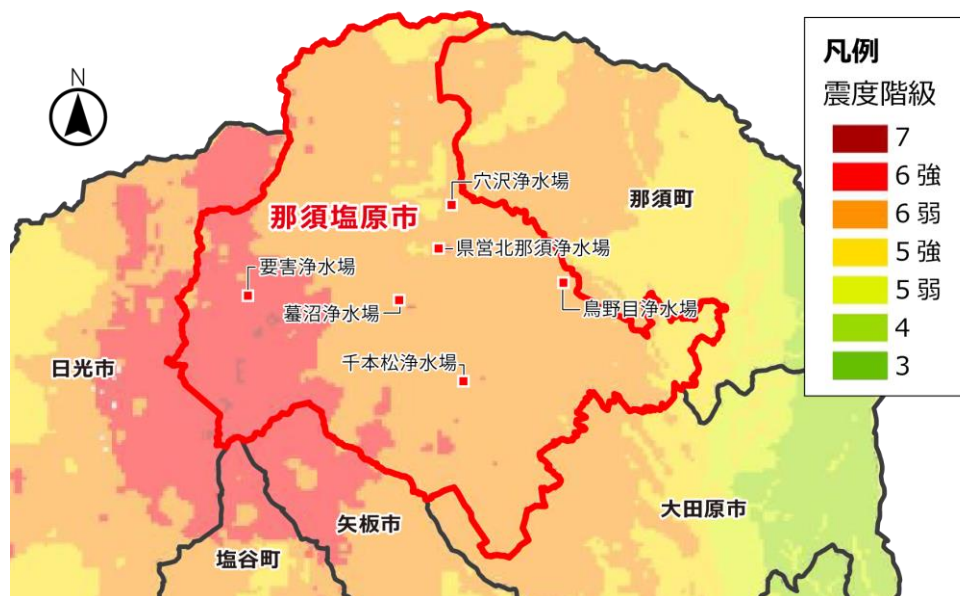 N
凡例
震度階級
7
6 強
6 弱
5 強
5 弱
4
3
穴沢浄水場
那須町
那須塩原市
県営北那須浄水場
要害浄水場
蟇沼浄水場
鳥野目浄水場
千本松浄水場
日光市
大田原市
矢板市
塩谷町